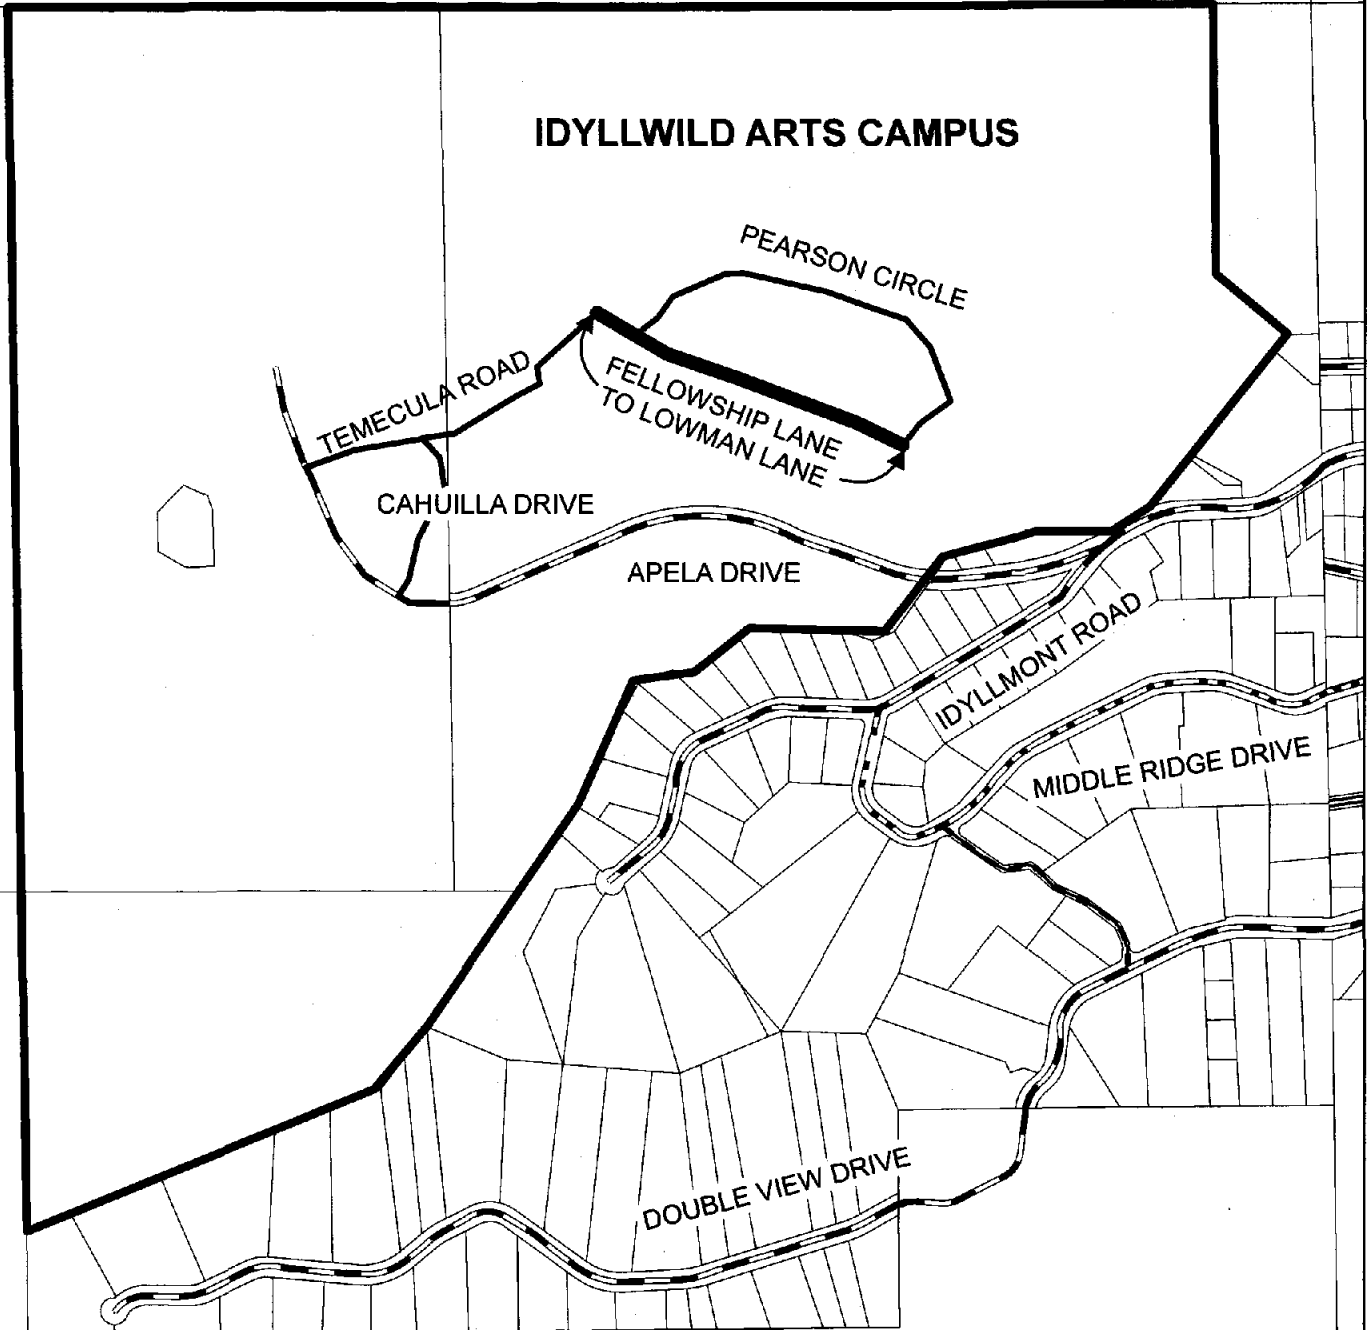 IDYLLWILD ARTS CAMPUS
PEARSON CIRCLE
TEMECULA ROAD
FELLOWSHIP LANE
TO LOWMAN LANE
CAHUILLA DRIVE
APELA DRIVE
IDYLLMONT ROAD
MIDDLE RIDGE DRIVE
DOUBLE VIEW DRIVE